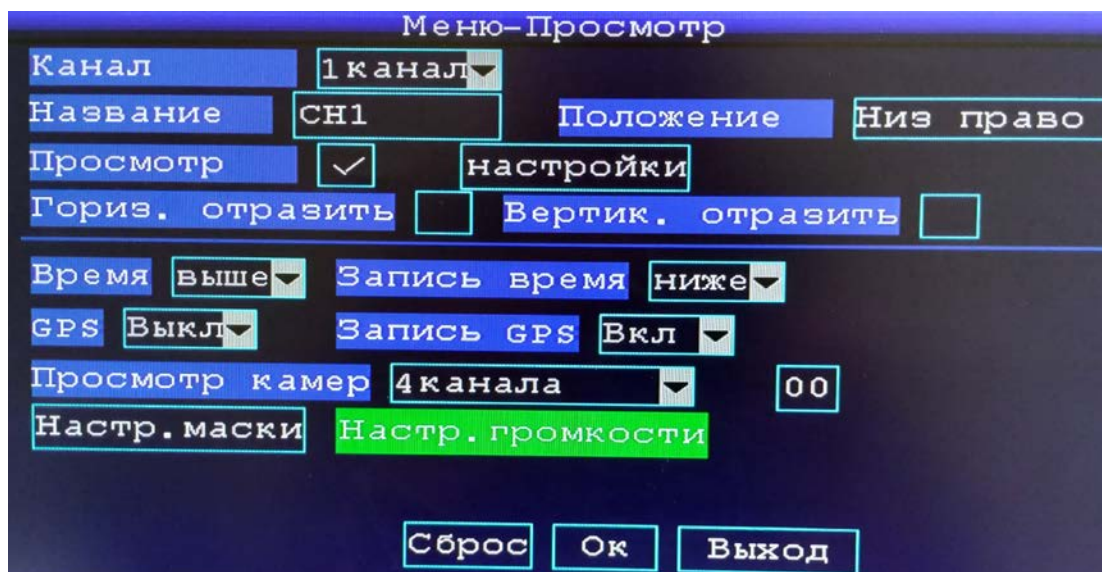 Меню-Просмотр
Канал 1канал
Название CH1 Положение Низ право
Просмотр настройки
Гориз. отразить Вертик. отразить
Время выше Запись время ниже
GPS Выкл Запись GPS Вкл
Просмотр камер 4канала 00
Настр.маски Настр.громкости
Сброс Ок Выход